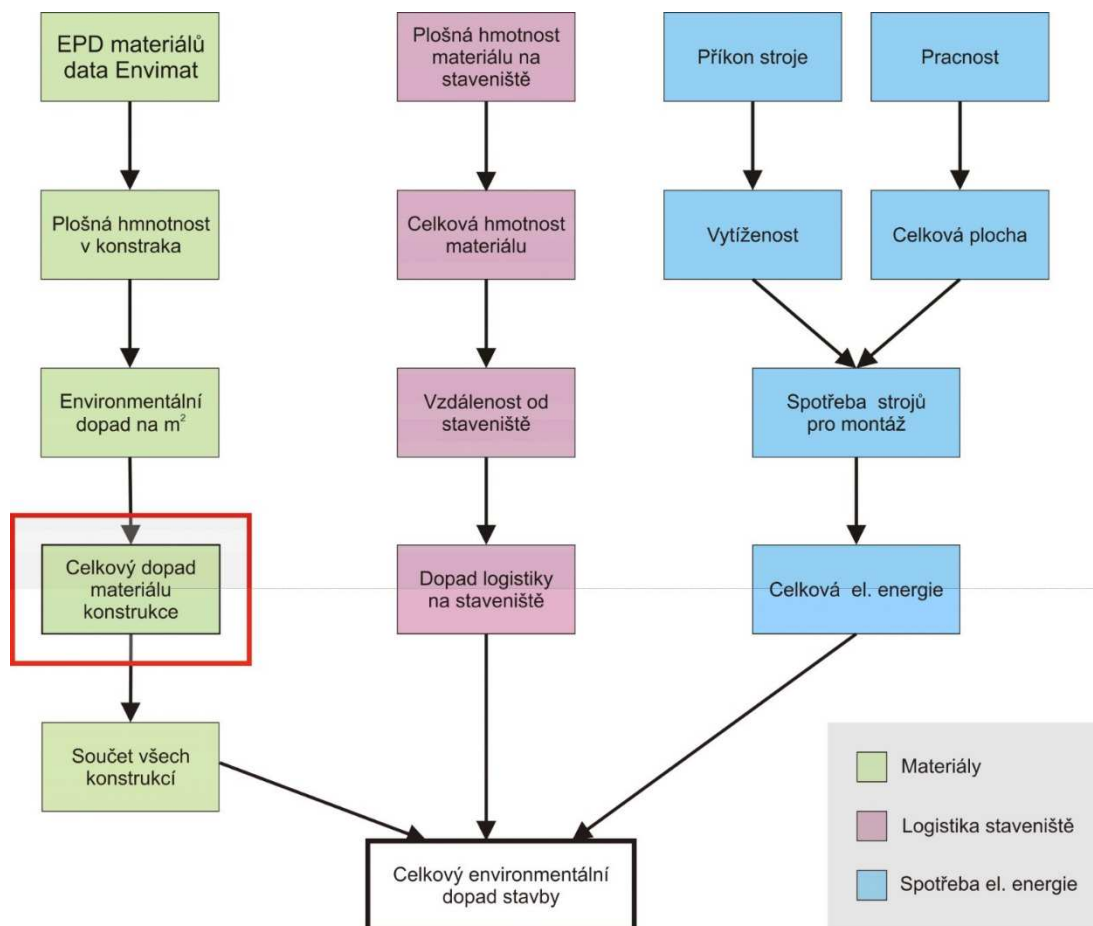 EPD materiálů
data Envimat
Plošná hmotnost
materiálu na
staveniště
Příkon stroje
Pracnost
Plošná hmnotnost
v konstraka
Celková hmotnost
materiálu
Vytíženost
Celková plocha
Environmentální
dopad na m²
Vzdálenost od
staveniště
Spotřeba strojů
pro montáž
Celkový dopad
materiálu
konstrukce
Dopad logistiky
na staveniště
Celková el. energie
Součet všech
konstrukcí
Celkový environmentální
dopad stavby
Materiály
Logistika staveniště
Spotřeba el. energie